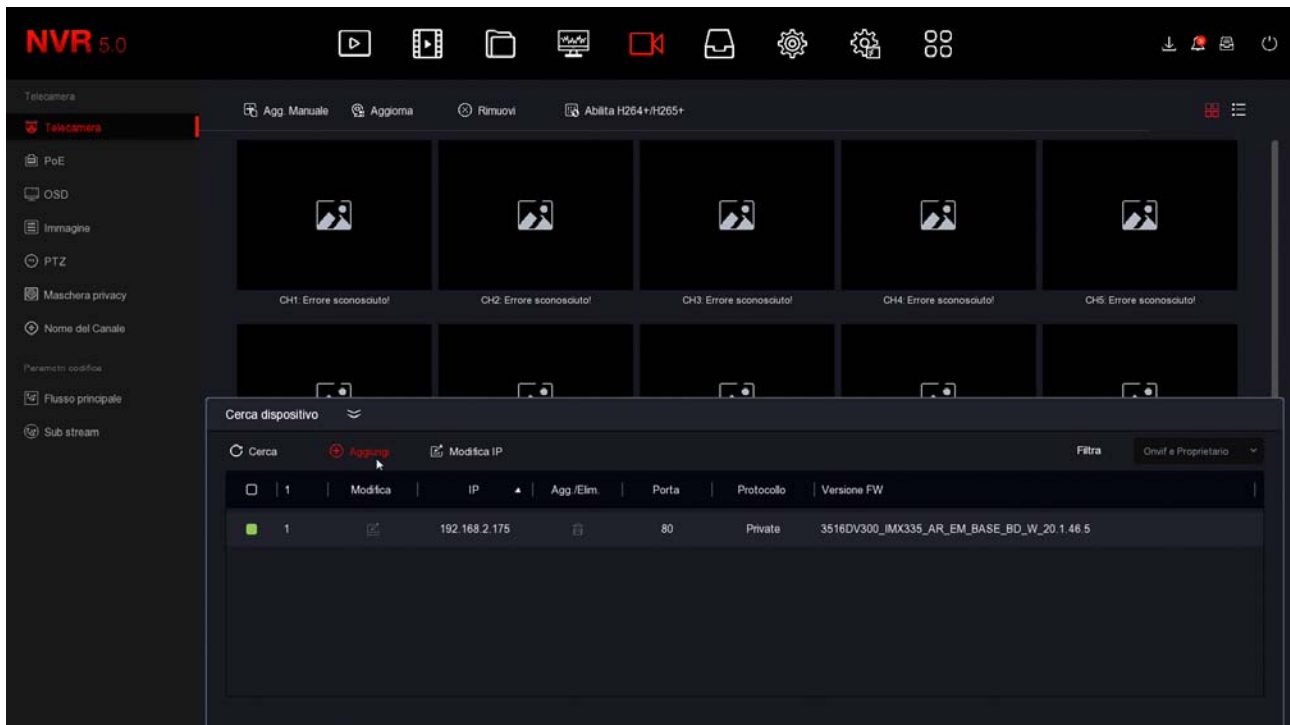 NVR 5.0
Telecamera
Telecamera
PoE
OSD
Immagine
PTZ
Maschera privacy
Nome del Canale
Parametri codifica
Flusso principale
Sub stream
Agg. Manuale Aggiorna Rimuovi Abilita H264+/H265+
CH1: Errore sconosciuto! CH2: Errore sconosciuto! CH3: Errore sconosciuto! CH4: Errore sconosciuto! CH5: Errore sconosciuto!
Cerca dispositivo
Cerca Aggiungi Modifica IP Filtra Onvif e Proprietario
1 Modifica IP Agg./Elim. Porta Protocollo Versione FW
1 192.168.2.175 80 Private 3516DV300_IMX335_AR_EM_BASE_BD_W_20.1.46.5